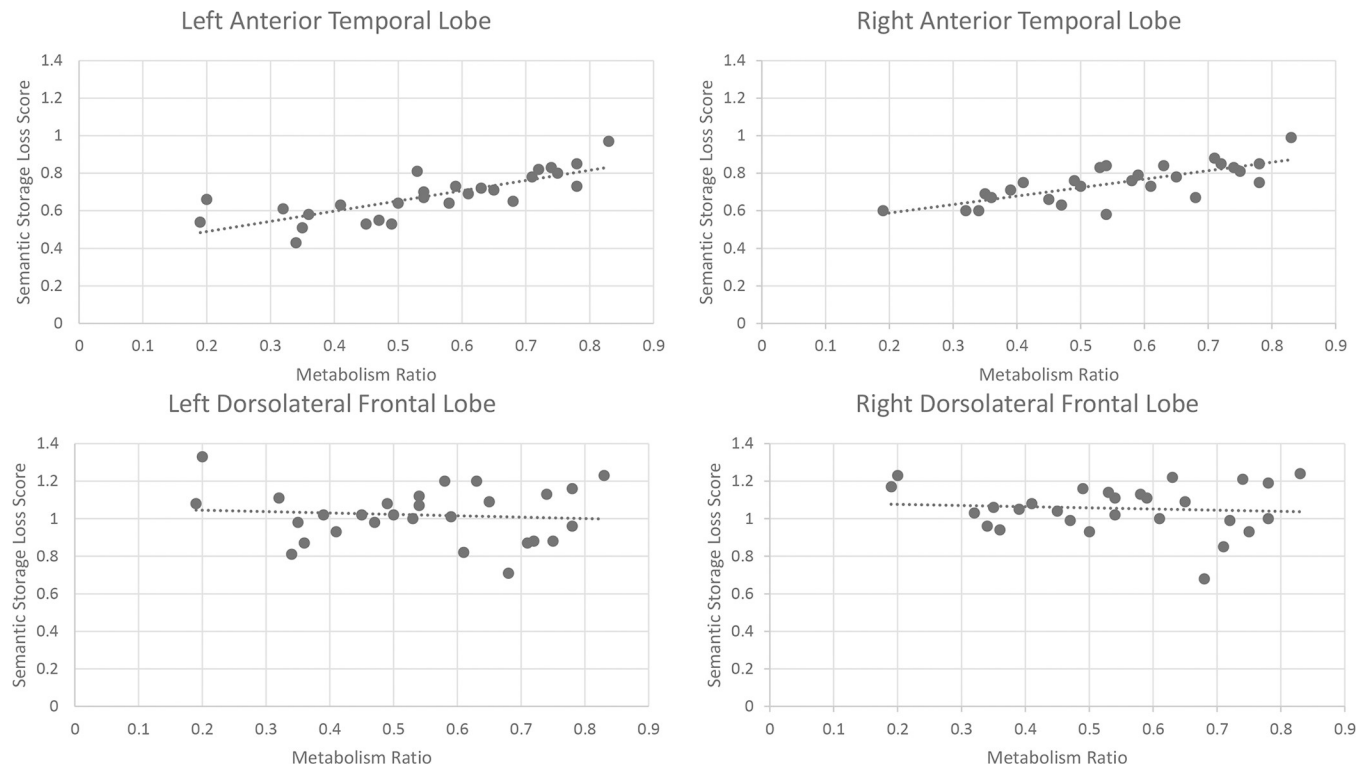 Left Anterior Temporal Lobe
Semantic Storage Loss Score
1.4
1.2
1
0.8
0.6
0.4
0.2
0
0 0.1 0.2 0.3 0.4 0.5 0.6 0.7 0.8 0.9
Metabolism Ratio
Right Anterior Temporal Lobe
Semantic Storage Loss Score
1.4
1.2
1
0.8
0.6
0.4
0.2
0
0 0.1 0.2 0.3 0.4 0.5 0.6 0.7 0.8 0.9
Metabolism Ratio
Left Dorsolateral Frontal Lobe
Semantic Storage Loss Score
1.4
1.2
1
0.8
0.6
0.4
0.2
0
0 0.1 0.2 0.3 0.4 0.5 0.6 0.7 0.8 0.9
Metabolism Ratio
Right Dorsolateral Frontal Lobe
Semantic Storage Loss Score
1.4
1.2
1
0.8
0.6
0.4
0.2
0
0 0.1 0.2 0.3 0.4 0.5 0.6 0.7 0.8 0.9
Metabolism Ratio